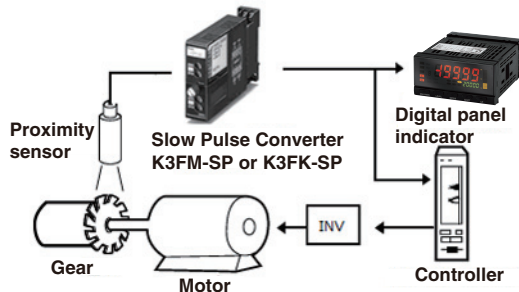 -19999
Digital panel
indicator
Proximity
sensor
Slow Pulse Converter
K3FM-SP or K3FK-SP
INV
Gear
Motor
Controller